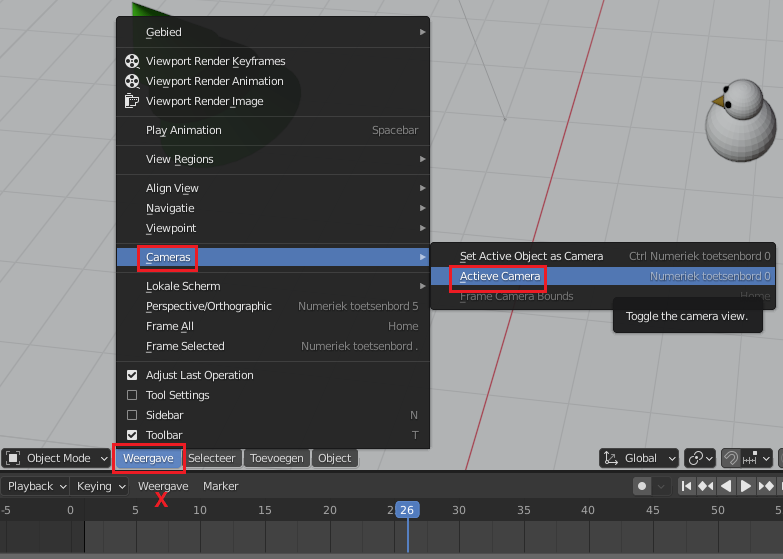 Gebied
Viewport Render Keyframes
Viewport Render Animation
Viewport Render Image
Play Animation Spacebar
View Regions
Align View
Navigatie
Viewpoint
Cameras
Set Active Object as Camera Ctrl Numeriek toetsenbord 0
Actieve Camera Numeriek toetsenbord 0
Frame Camera Bounds Home
Toggle the camera view.
Lokale Scherm
Perspective/Orthographic Numeriek toetsenbord 5
Frame All Home
Frame Selected Numeriek toetsenbord .
Adjust Last Operation
Tool Settings
Sidebar N
Toolbar T
Object Mode Weergave Selecteer Toevoegen Object Global
Playback Keying Weergave Marker
X
-5 0 5 10 15 20 2 26 30 35 40 45 50 5